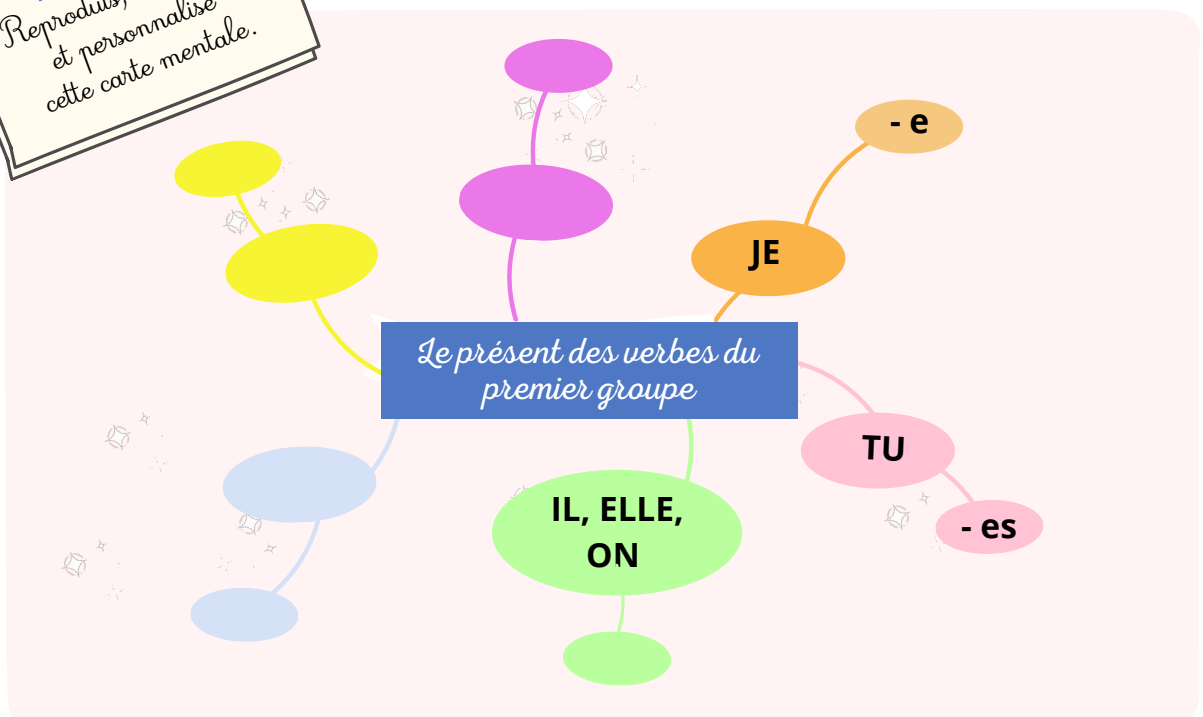 Reproduis,
et personnalise
cette carte mentale.
- e
JE
Le présent des verbes du
premier groupe
TU
- es
IL, ELLE,
ON